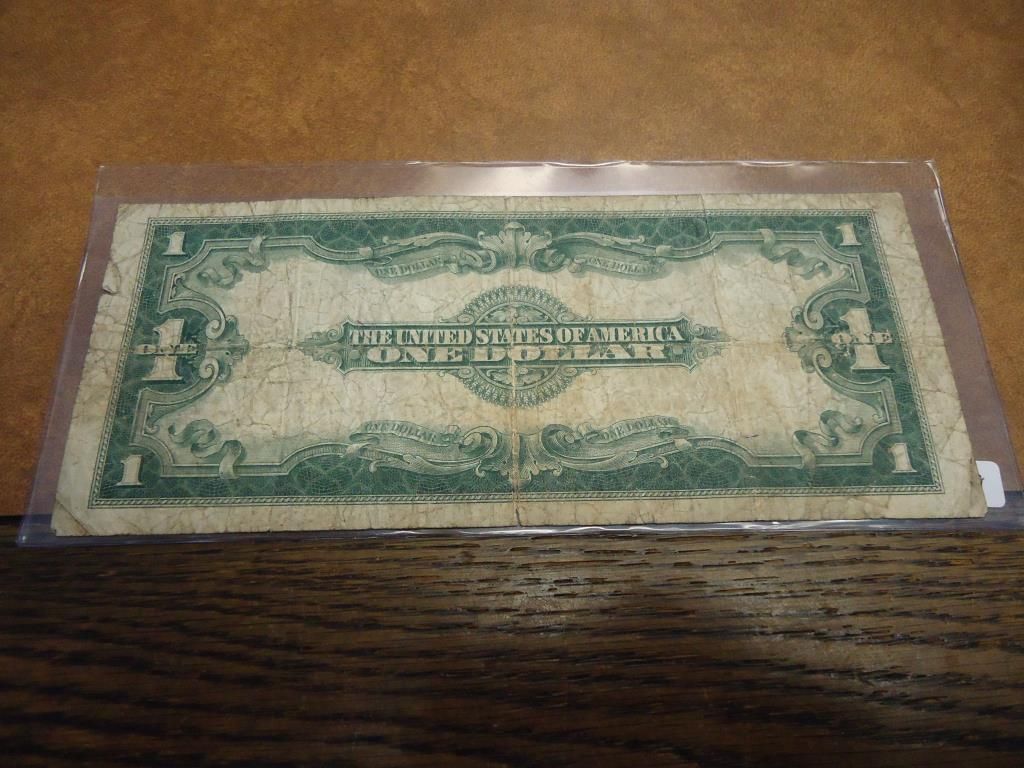 1 1
ONE DOLLAR ONE DOLLAR
1 ONE THE UNITED STATES OF AMERICA 1 ONE
ONE DOLLAR
ONE DOLLAR ONE DOLLAR
1 1